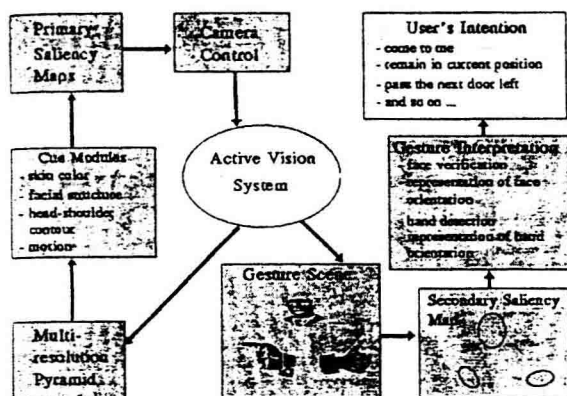 Primary
Saliency
Maps
Camera
Control
User's Intention
- come to me
- remain in current position
- pass the next door left
- and so on ...
Cue Modules
- skin color
- facial structure
- head-shoulder
contour
- motion
Active Vision
System
Gesture Interpretation
- face verification
- representation of face
orientation
- hand detection
- representation of hand
orientation
Gesture Scene
Secondary Saliency
Map
Multi-
resolution
Pyramid